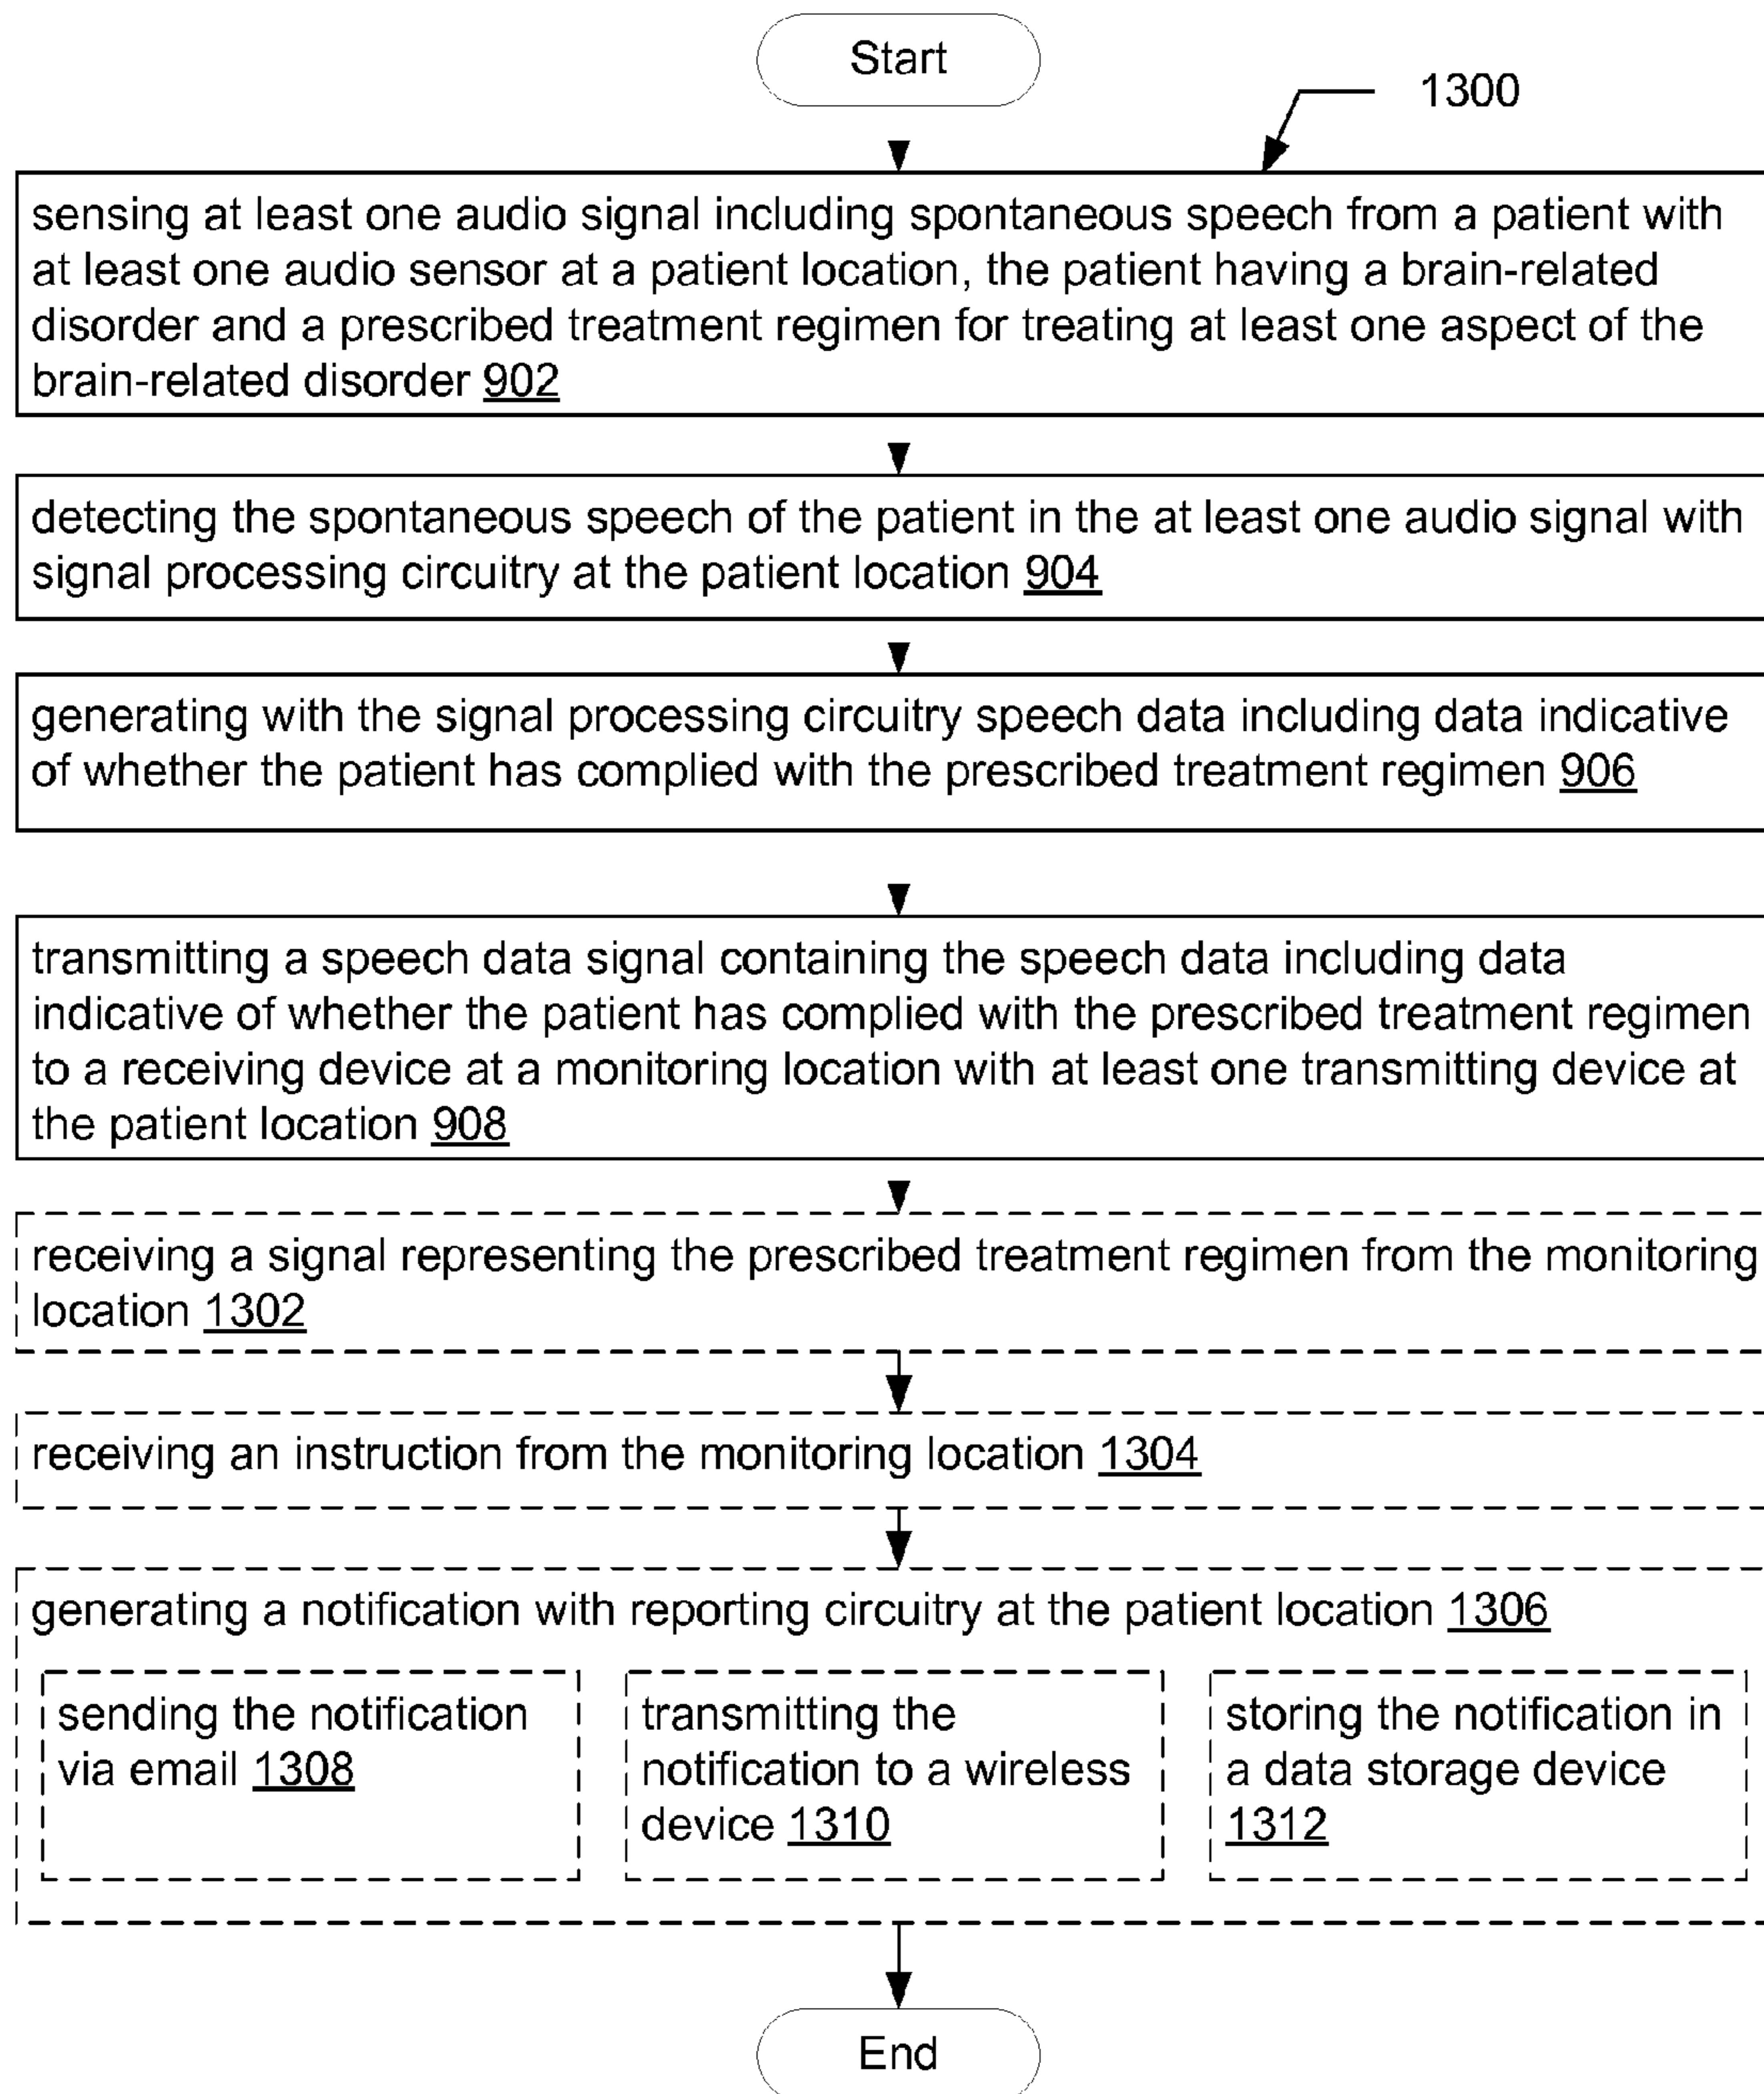 Start
1300
sensing at least one audio signal including spontaneous speech from a patient with
at least one audio sensor at a patient location, the patient having a brain-related
disorder and a prescribed treatment regimen for treating at least one aspect of the
brain-related disorder 902
detecting the spontaneous speech of the patient in the at least one audio signal with
signal processing circuitry at the patient location 904
generating with the signal processing circuitry speech data including data indicative
of whether the patient has complied with the prescribed treatment regimen 906
transmitting a speech data signal containing the speech data including data
indicative of whether the patient has complied with the prescribed treatment regimen
to a receiving device at a monitoring location with at least one transmitting device at
the patient location 908
receiving a signal representing the prescribed treatment regimen from the monitoring
location 1302
receiving an instruction from the monitoring location 1304
generating a notification with reporting circuitry at the patient location 1306
sending the notification
via email 1308
transmitting the
notification to a wireless
device 1310
storing the notification in
a data storage device
1312
End